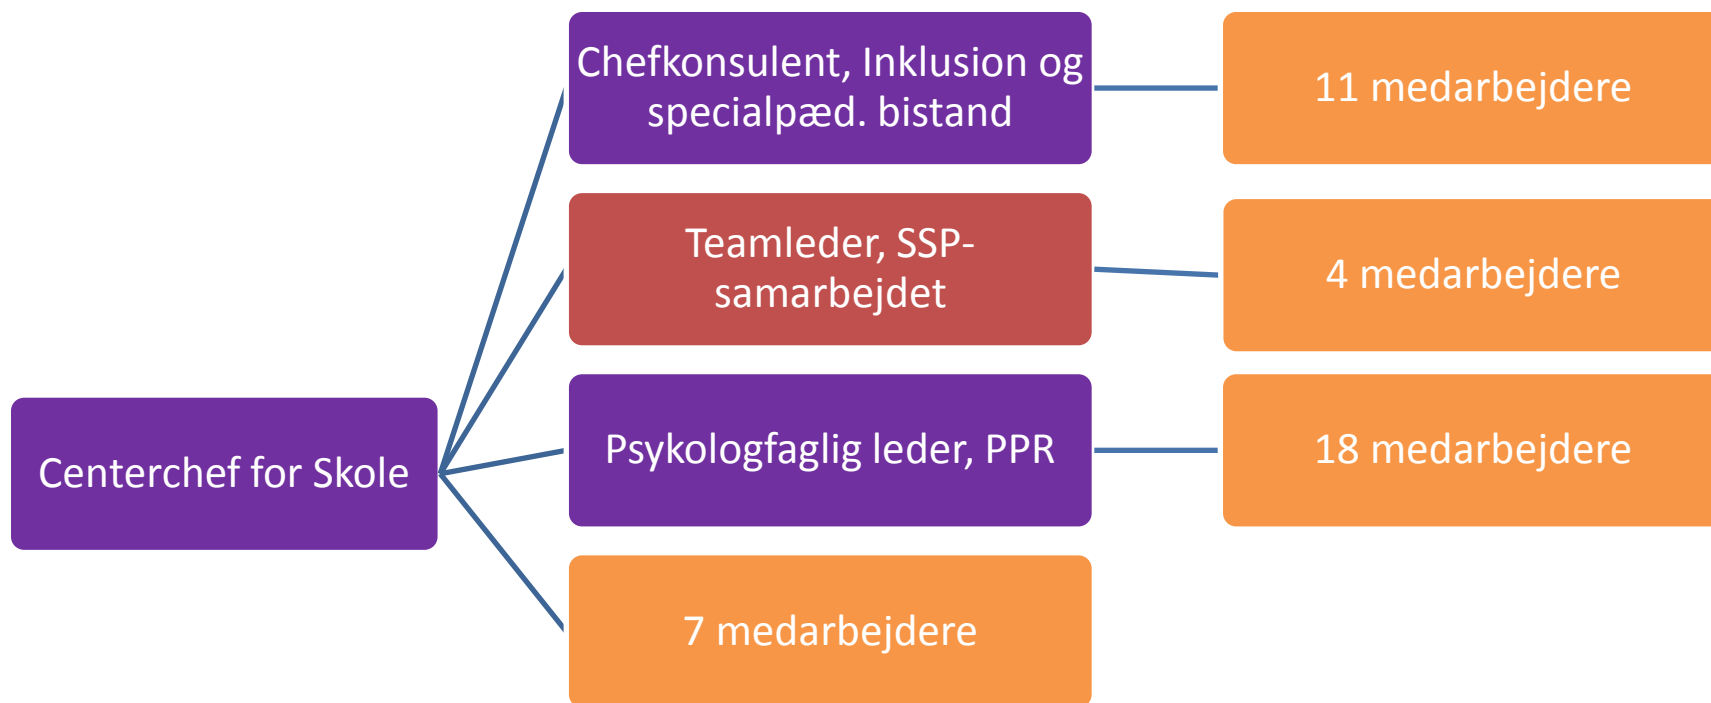 Chefkonsulent, Inklusion og
specialpæd. bistand
11 medarbejdere
Teamleder, SSP-
samarbejdet
4 medarbejdere
Centerchef for Skole
Psykologfaglig leder, PPR
18 medarbejdere
7 medarbejdere